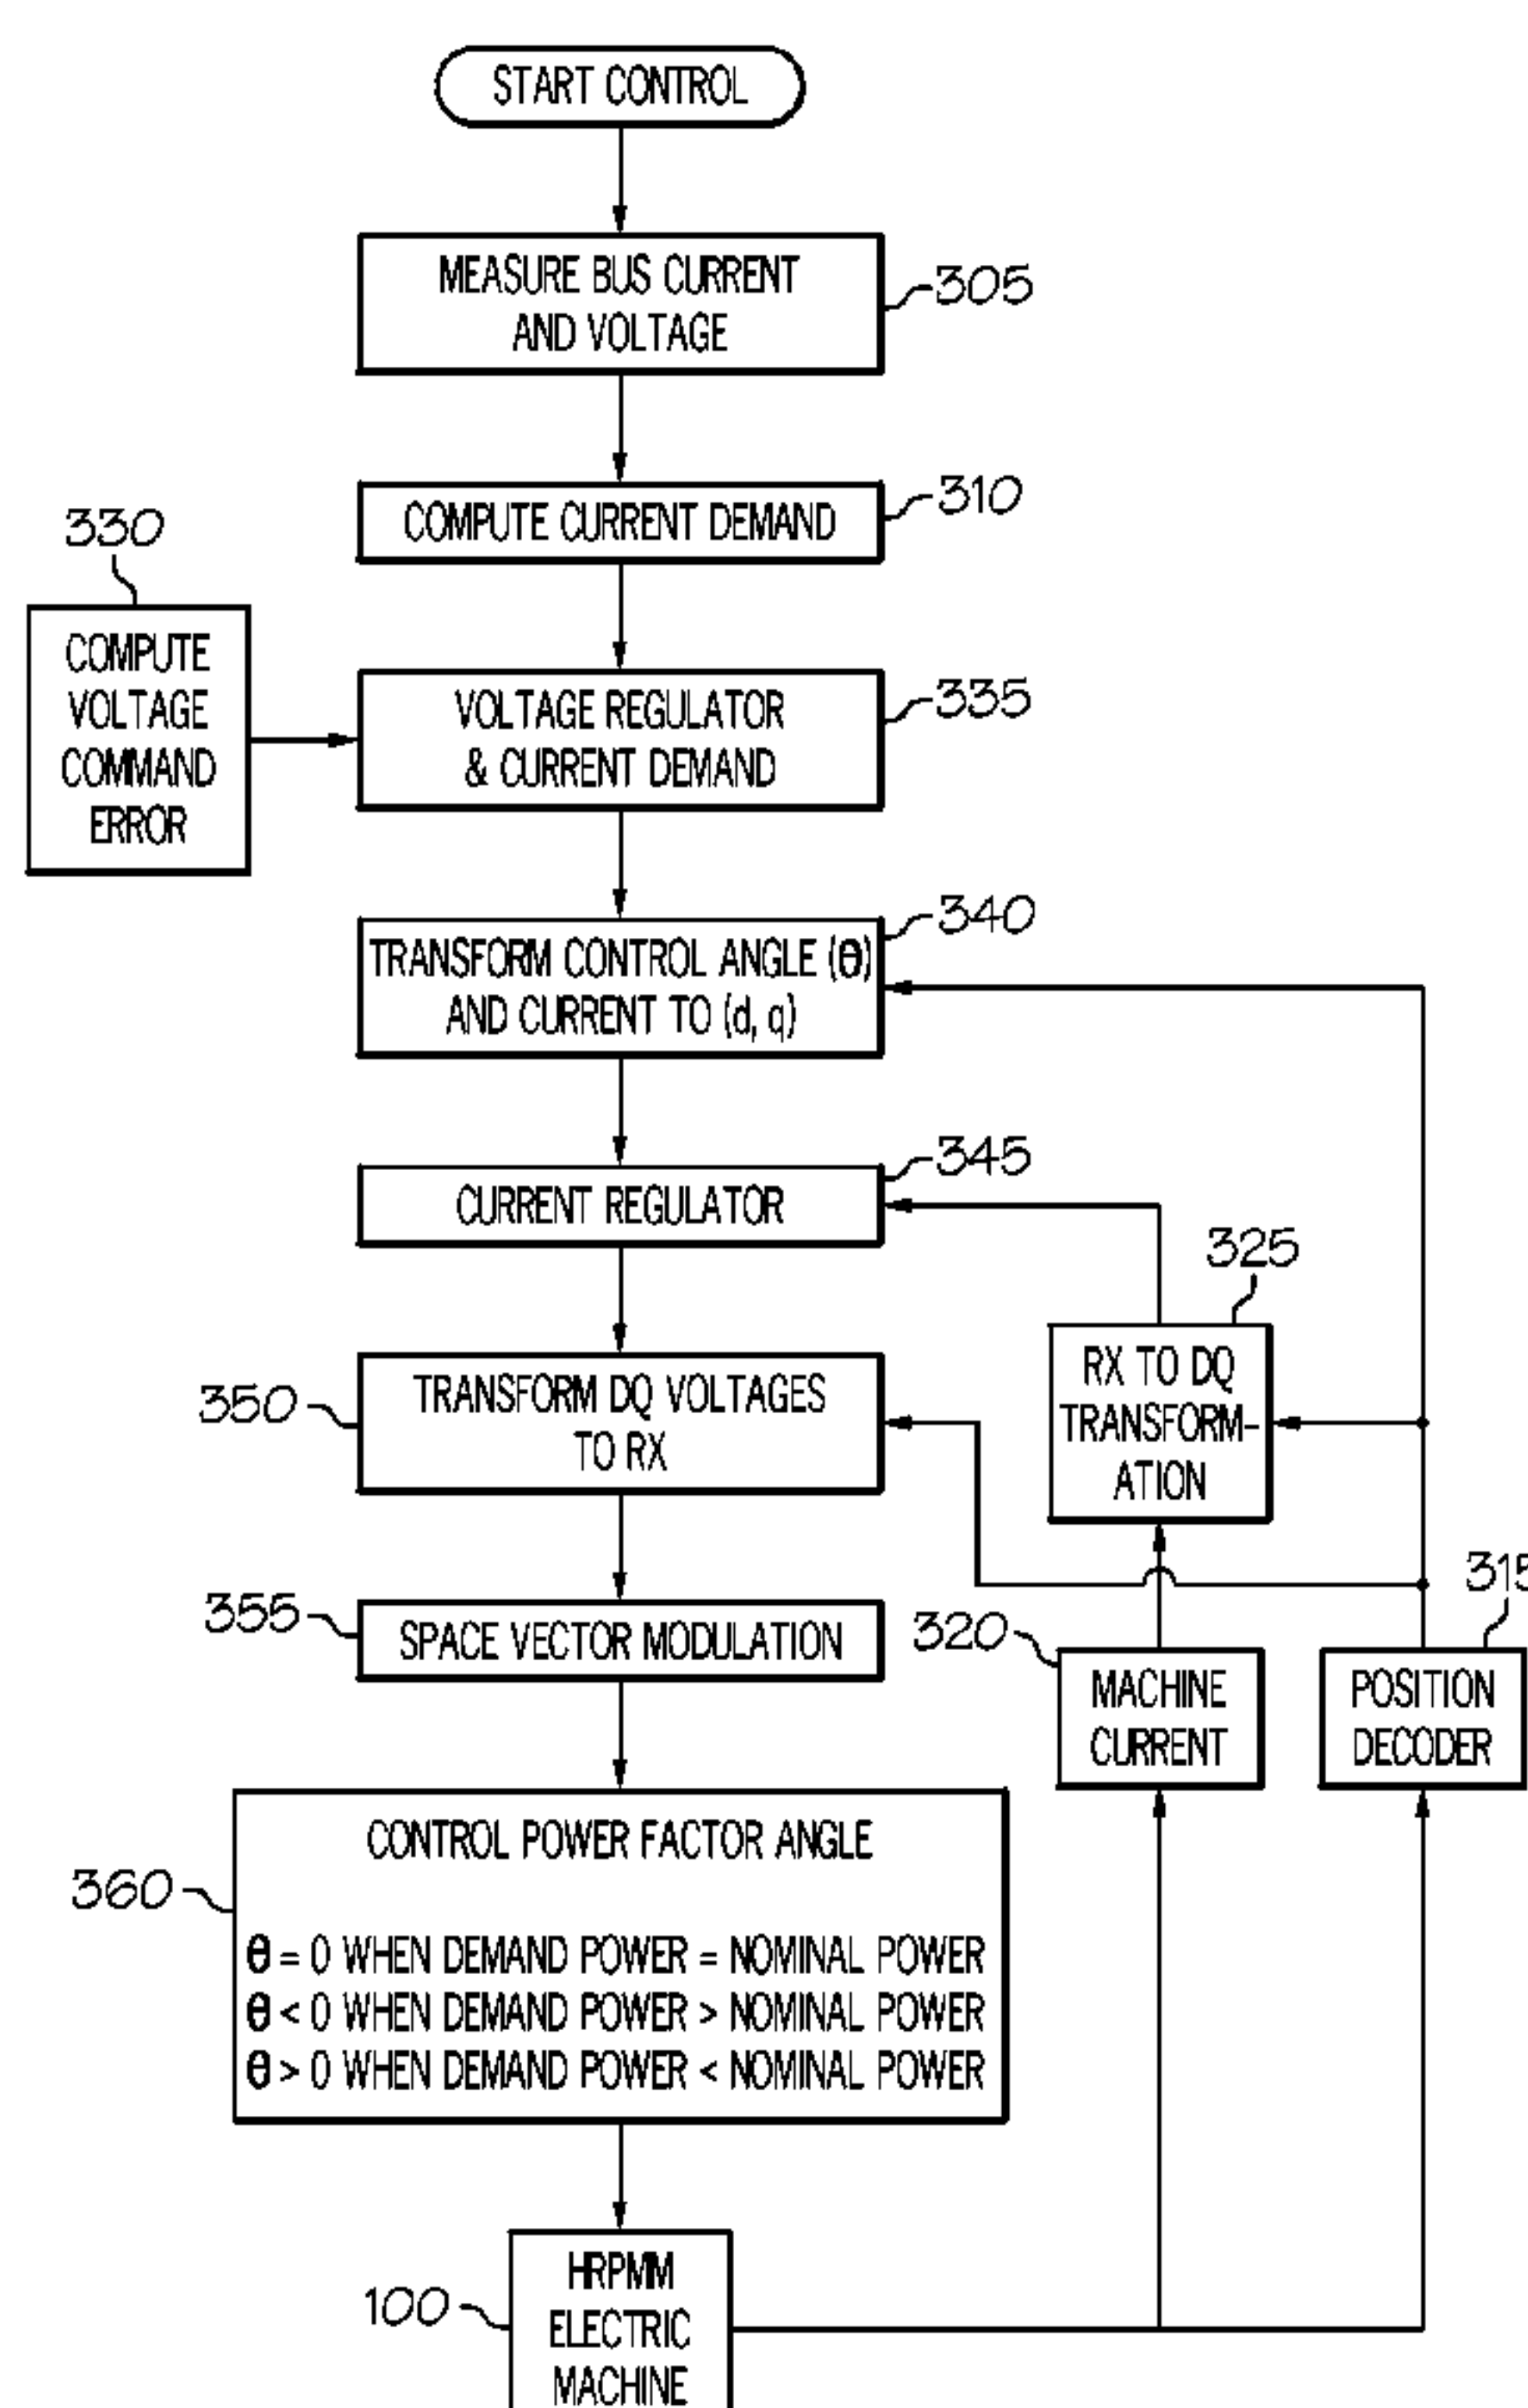 START CONTROL
MEASURE BUS CURRENT
AND VOLTAGE
305
COMPUTE CURRENT DEMAND
310
330
COMPUTE
VOLTAGE
COMMAND
ERROR
VOLTAGE REGULATOR
& CURRENT DEMAND
335
TRANSFORM CONTROL ANGLE (θ)
AND CURRENT TO (d, q)
340
CURRENT REGULATOR
345
325
RX TO DQ
TRANSFORM-
ATION
350
TRANSFORM DQ VOLTAGES
TO RX
355
SPACE VECTOR MODULATION
320
MACHINE
CURRENT
315
POSITION
DECODER
360
CONTROL POWER FACTOR ANGLE
θ = 0 WHEN DEMAND POWER = NOMINAL POWER
θ < 0 WHEN DEMAND POWER > NOMINAL POWER
θ > 0 WHEN DEMAND POWER < NOMINAL POWER
100
HRPMM
ELECTRIC
MACHINE